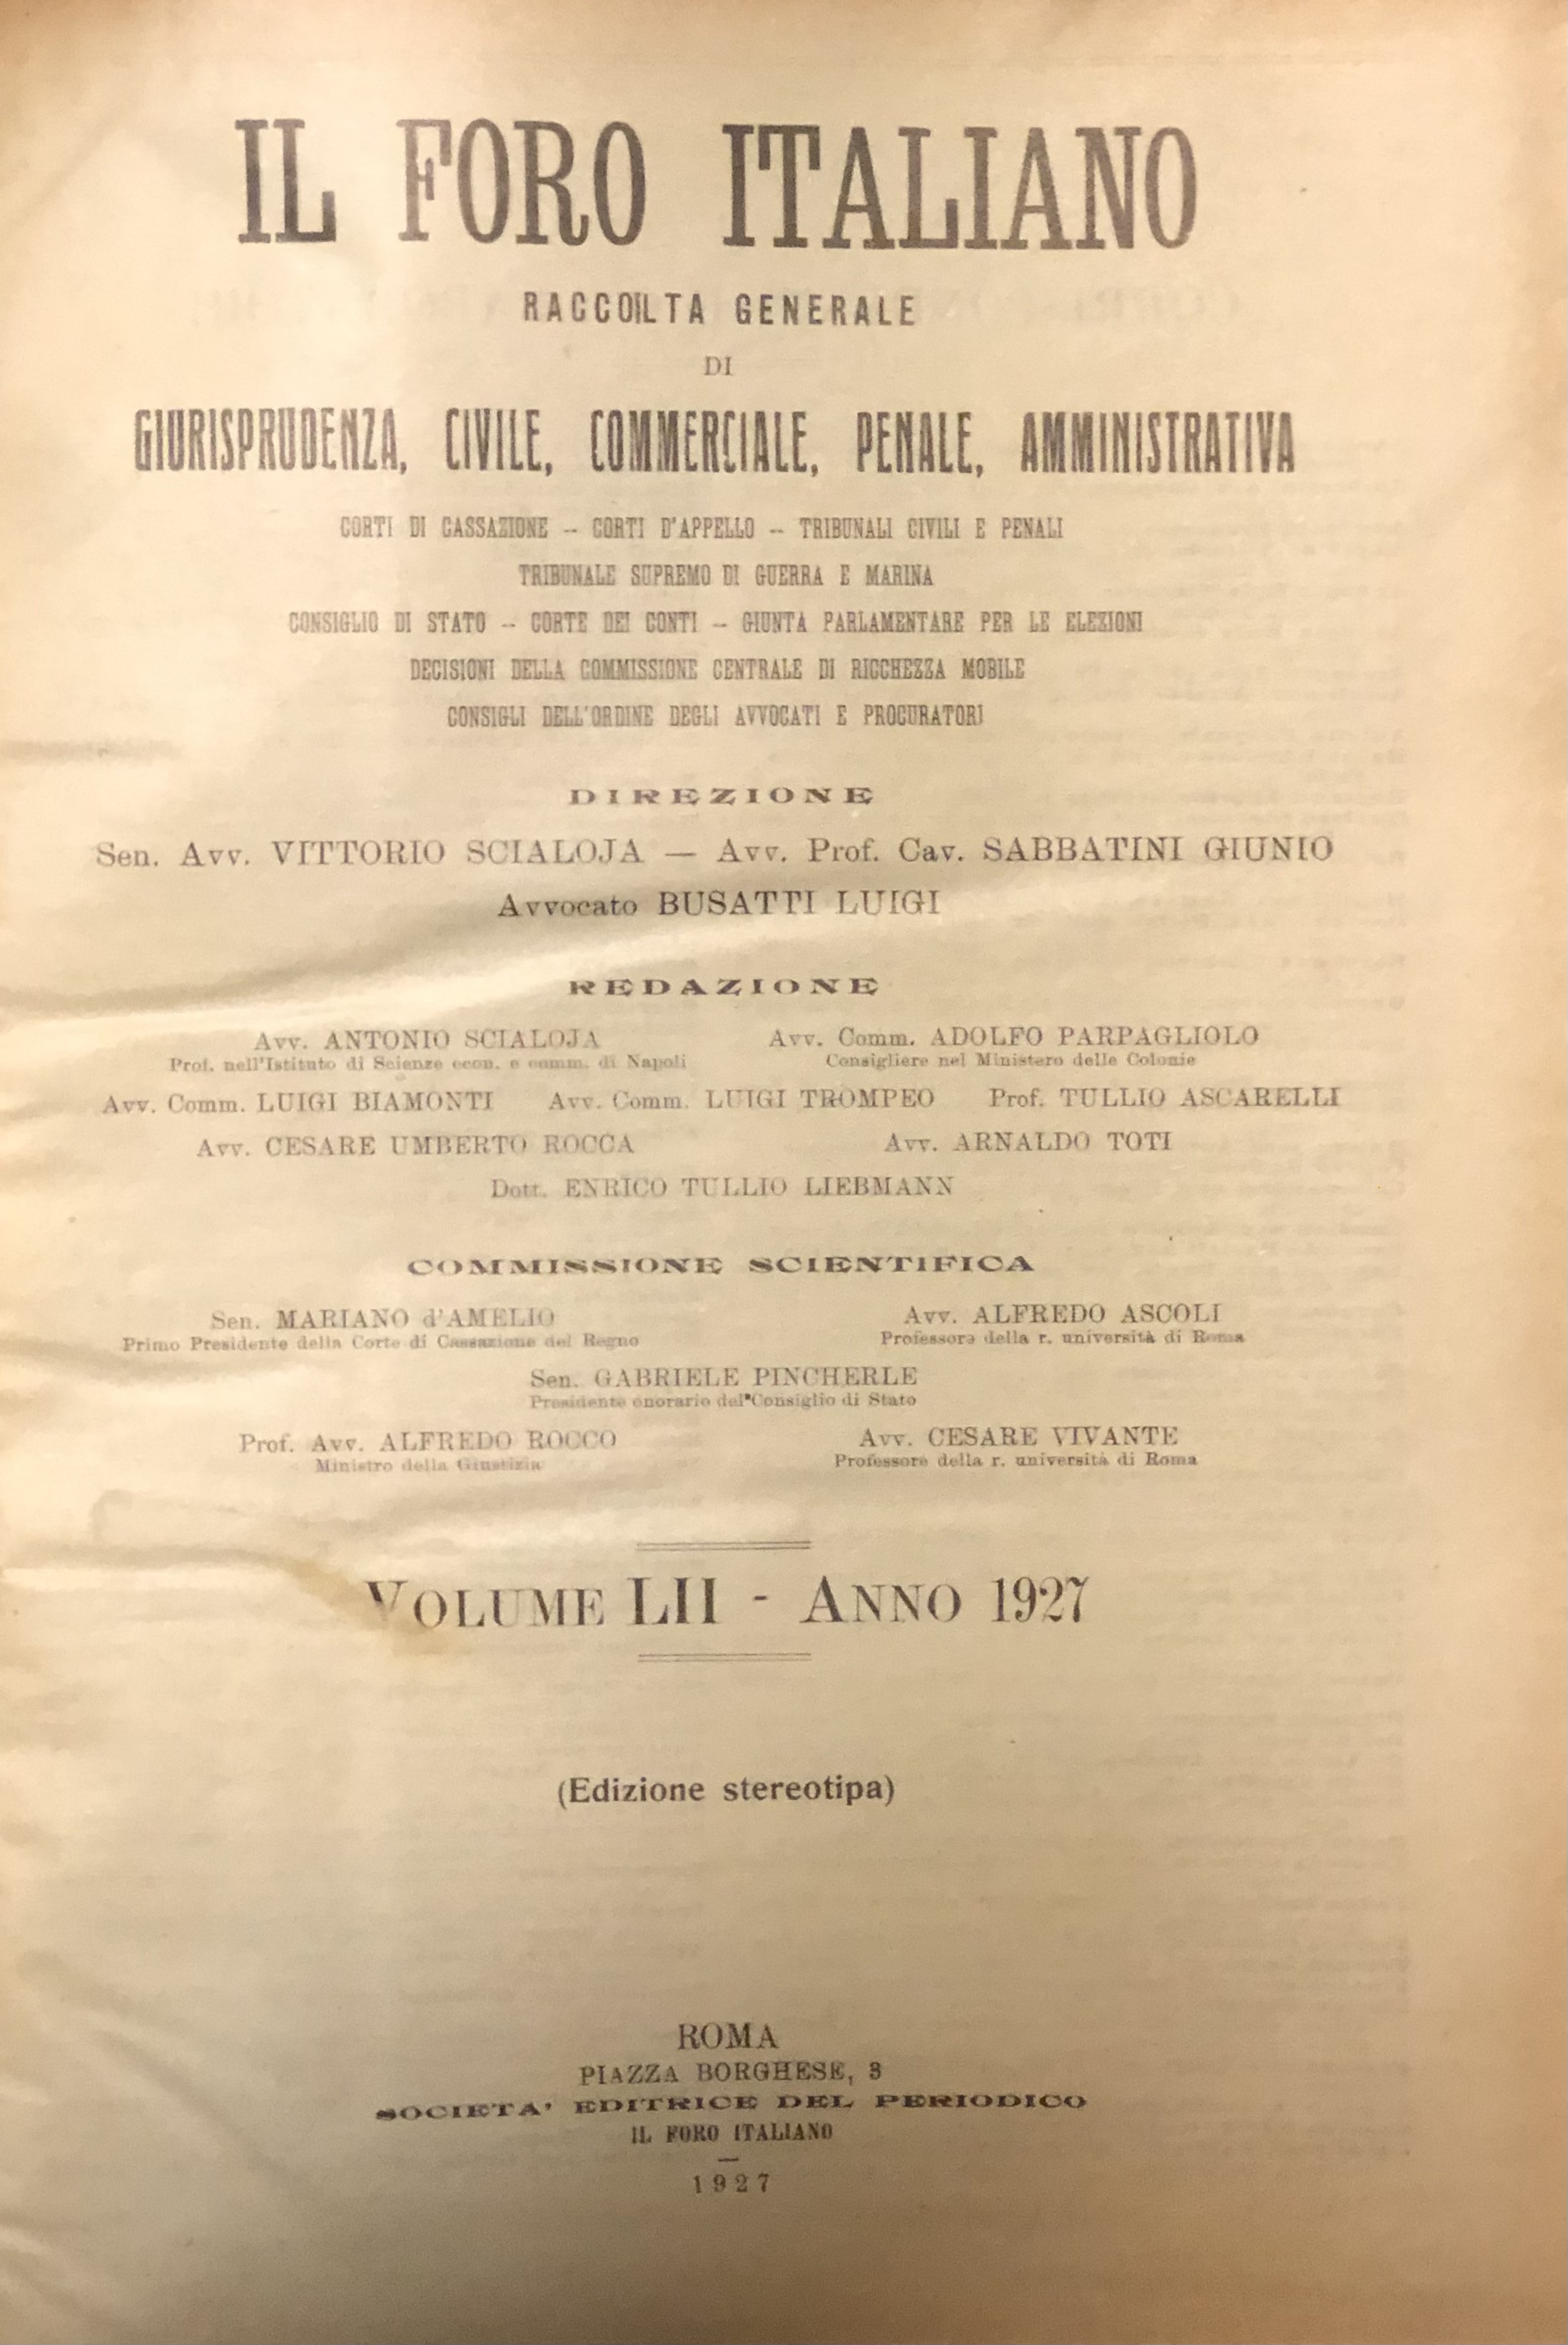 IL FORO ITALIANO
RACCOLTA GENERALE
DI
GIURISPRUDENZA, CIVILE, COMMERCIALE, PENALE, AMMINISTRATIVA
CORTI DI CASSAZIONE -- CORTI D'APPELLO -- TRIBUNALI CIVILI E PENALI
TRIBUNALE SUPREMO DI GUERRA E MARINA
CONSIGLIO DI STATO -- CORTE DEI CONTI -- GIUNTA PARLAMENTARE PER LE ELEZIONI
DECISIONI DELLA COMMISSIONE CENTRALE DI RICCHEZZA MOBILE
CONSIGLI DELL'ORDINE DEGLI AVVOCATI E PROCURATORI
DIREZIONE
Sen. Avv. VITTORIO SCIALOJA — Avv. Prof. Cav. SABBATINI GIUNIO
Avvocato BUSATTI LUIGI
REDAZIONE
Avv. ANTONIO SCIALOJA Avv. Comm. ADOLFO PARPAGLIOLO
Prof. nell'Istituto di Scienze econ. e comm. di Napoli Consigliere nel Ministero delle Colonie
Avv. Comm. LUIGI BIAMONTI Avv. Comm. LUIGI TROMPEO Prof. TULLIO ASCARELLI
Avv. CESARE UMBERTO ROCCA Avv. ARNALDO TOTI
Dott. ENRICO TULLIO LIEBMANN
COMMISSIONE SCIENTIFICA
Sen. MARIANO d'AMELIO Avv. ALFREDO ASCOLI
Primo Presidente della Corte di Cassazione del Regno Professore della r. università di Roma
Sen. GABRIELE PINCHERLE
Presidente onorario del Consiglio di Stato
Prof. Avv. ALFREDO ROCCO Avv. CESARE VIVANTE
Ministro della Giustizia Professore della r. università di Roma
VOLUME LII - ANNO 1927
(Edizione stereotipa)
ROMA
PIAZZA BORGHESE, 3
SOCIETA' EDITRICE DEL PERIODICO
IL FORO ITALIANO
1927